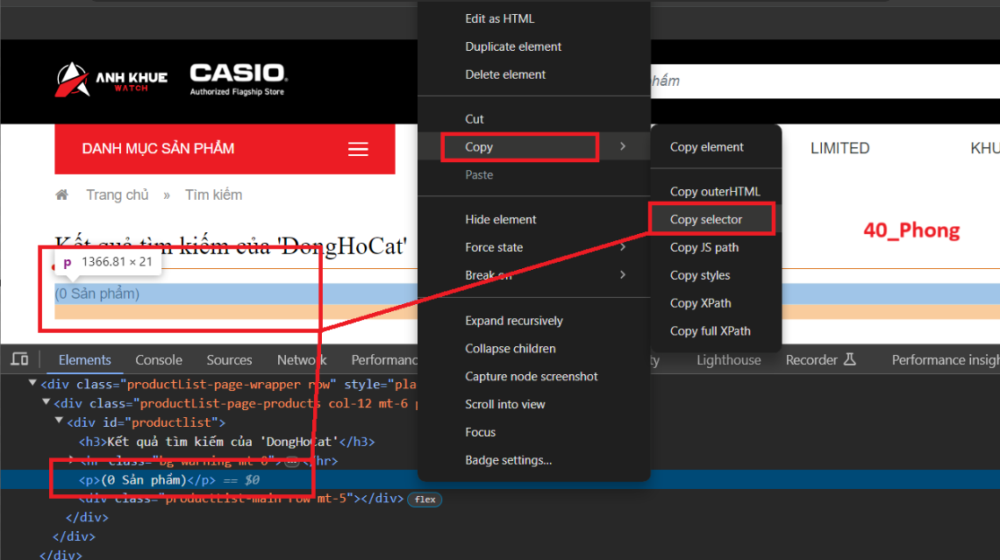 Edit as HTML
Duplicate element
Delete element
ANH KHUE
WATCH
CASIO
Authorized Flagship Store
phẩm
Cut
DANH MỤC SẢN PHẨM
Copy
Copy element
LIMITED
KHU
Paste
Trang chủ » Tìm kiếm
Copy outerHTML
Hide element
Copy selector
40_Phong
Kết quả tìm kiếm của 'DongHoCat'
Force state
Copy JS path
p 1366.81 × 21
Break on
Copy styles
(0 Sản phẩm)
Copy XPath
Expand recursively
Copy full XPath
Collapse children
Elements Console Sources Network Performanc
ty Lighthouse Recorder Performance insigh
Capture node screenshot
Scroll into view
Focus
Badge settings...
<div class="productList-page-wrapper row" style="pla
<div class="productList-page-products col-12 mt-6 p
<div id="productlist">
<h3>Kết quả tìm kiếm của 'DongHoCat'</h3>
<hr class="bg-warning mt-0">…</hr>
<p>(0 Sản phẩm)</p> == $0
<div class="productList-main row mt-5"></div> flex
</div>
</div>
</div>